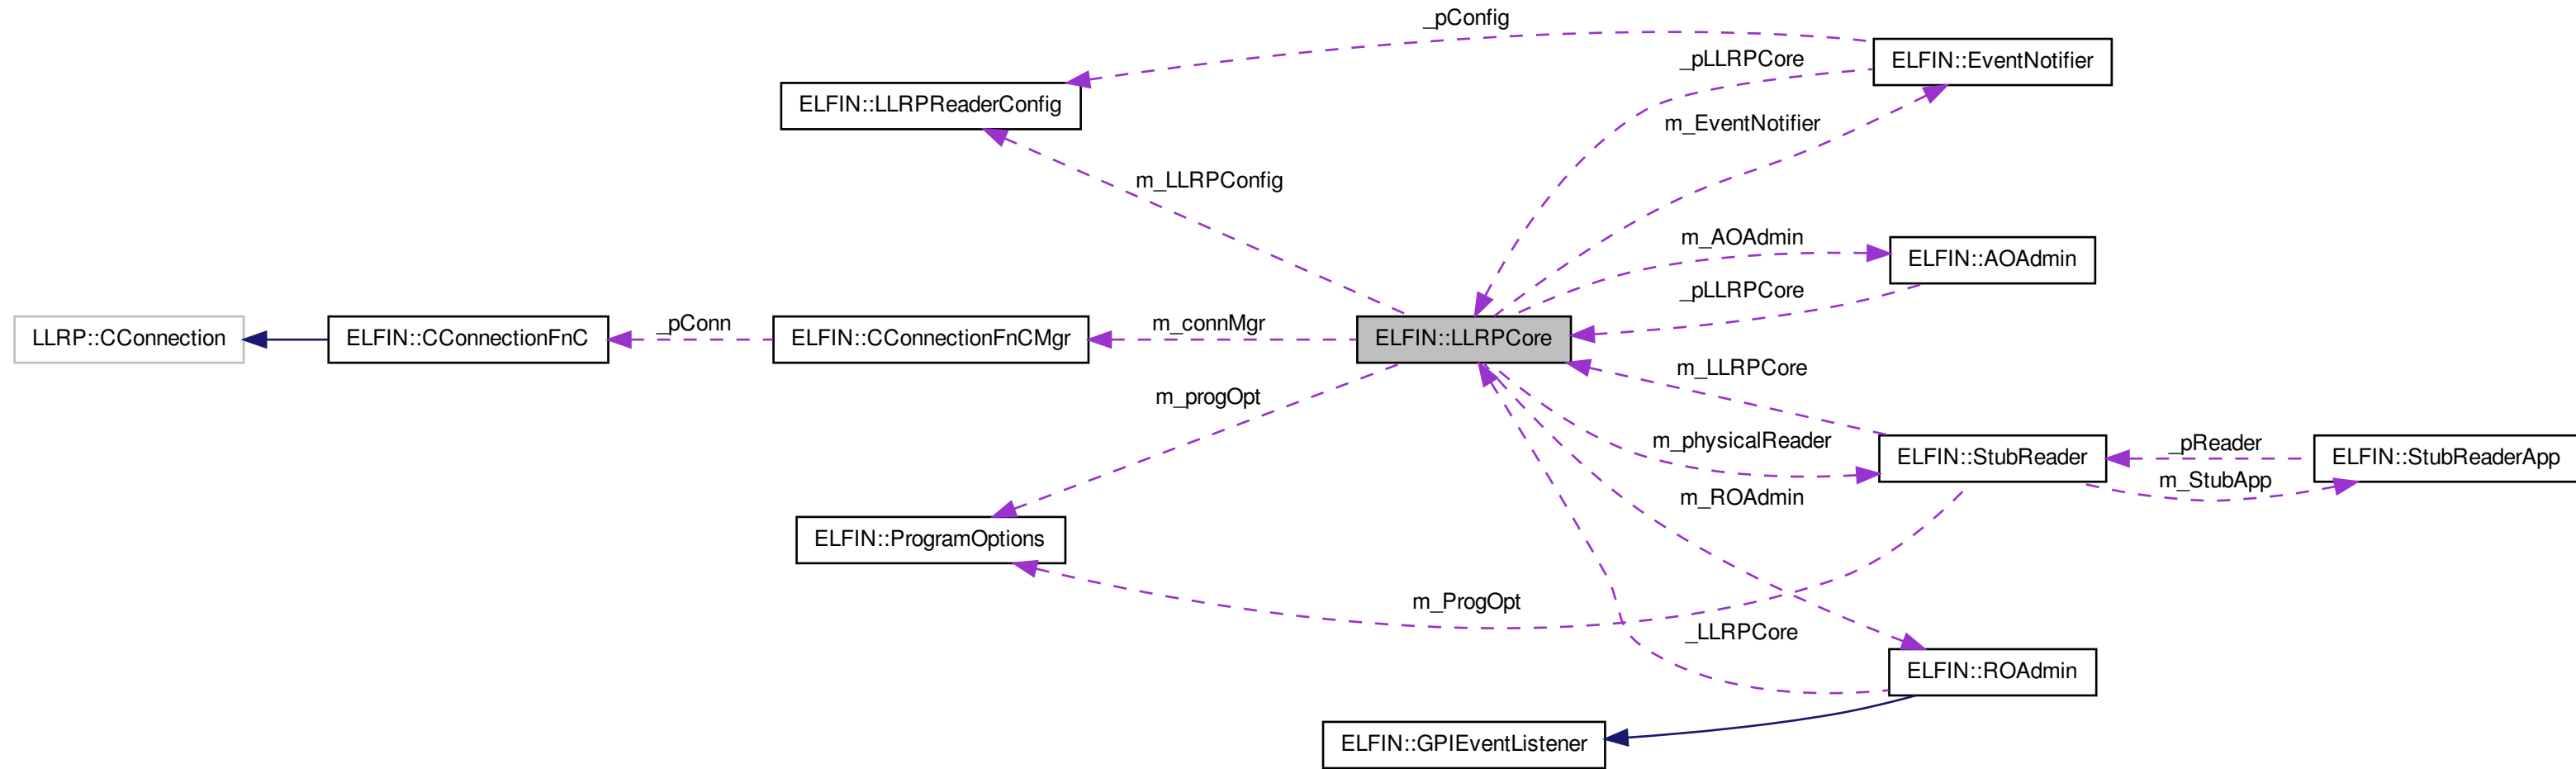 _pConfig
_pLLRPCore
ELFIN::EventNotifier
ELFIN::LLRPReaderConfig
m_EventNotifier
m_LLRPConfig
m_AOAdmin
ELFIN::AOAdmin
_pLLRPCore
LLRP::CConnection
ELFIN::CConnectionFnC
_pConn
ELFIN::CConnectionFnCMgr
m_connMgr
ELFIN::LLRPCore
m_LLRPCore
m_progOpt
m_physicalReader
ELFIN::StubReader
_pReader
m_StubApp
ELFIN::StubReaderApp
m_ROAdmin
ELFIN::ProgramOptions
m_ProgOpt
_LLRPCore
ELFIN::ROAdmin
ELFIN::GPIEventListener